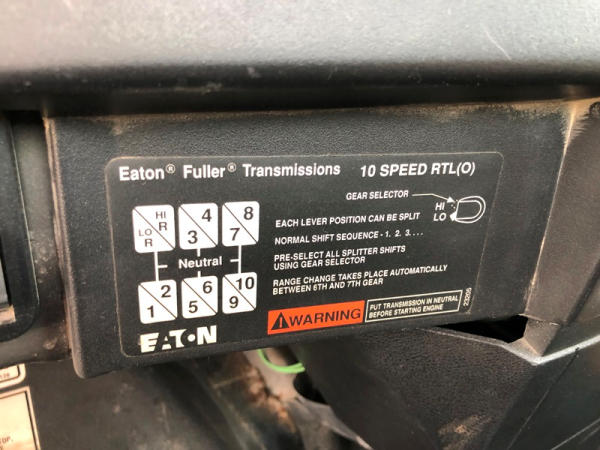 Eaton® Fuller® Transmissions 10 SPEED RTL(O)
GEAR SELECTOR
HI
LO
HI
R
LO
R
4
3
8
7
Neutral
2
1
6
5
10
9
EACH LEVER POSITION CAN BE SPLIT
NORMAL SHIFT SEQUENCE - 1. 2. 3. . . .
PRE-SELECT ALL SPLITTER SHIFTS
USING GEAR SELECTOR
RANGE CHANGE TAKES PLACE AUTOMATICALLY
BETWEEN 6TH AND 7TH GEAR
WARNING
PUT TRANSMISSION IN NEUTRAL
BEFORE STARTING ENGINE
EATON